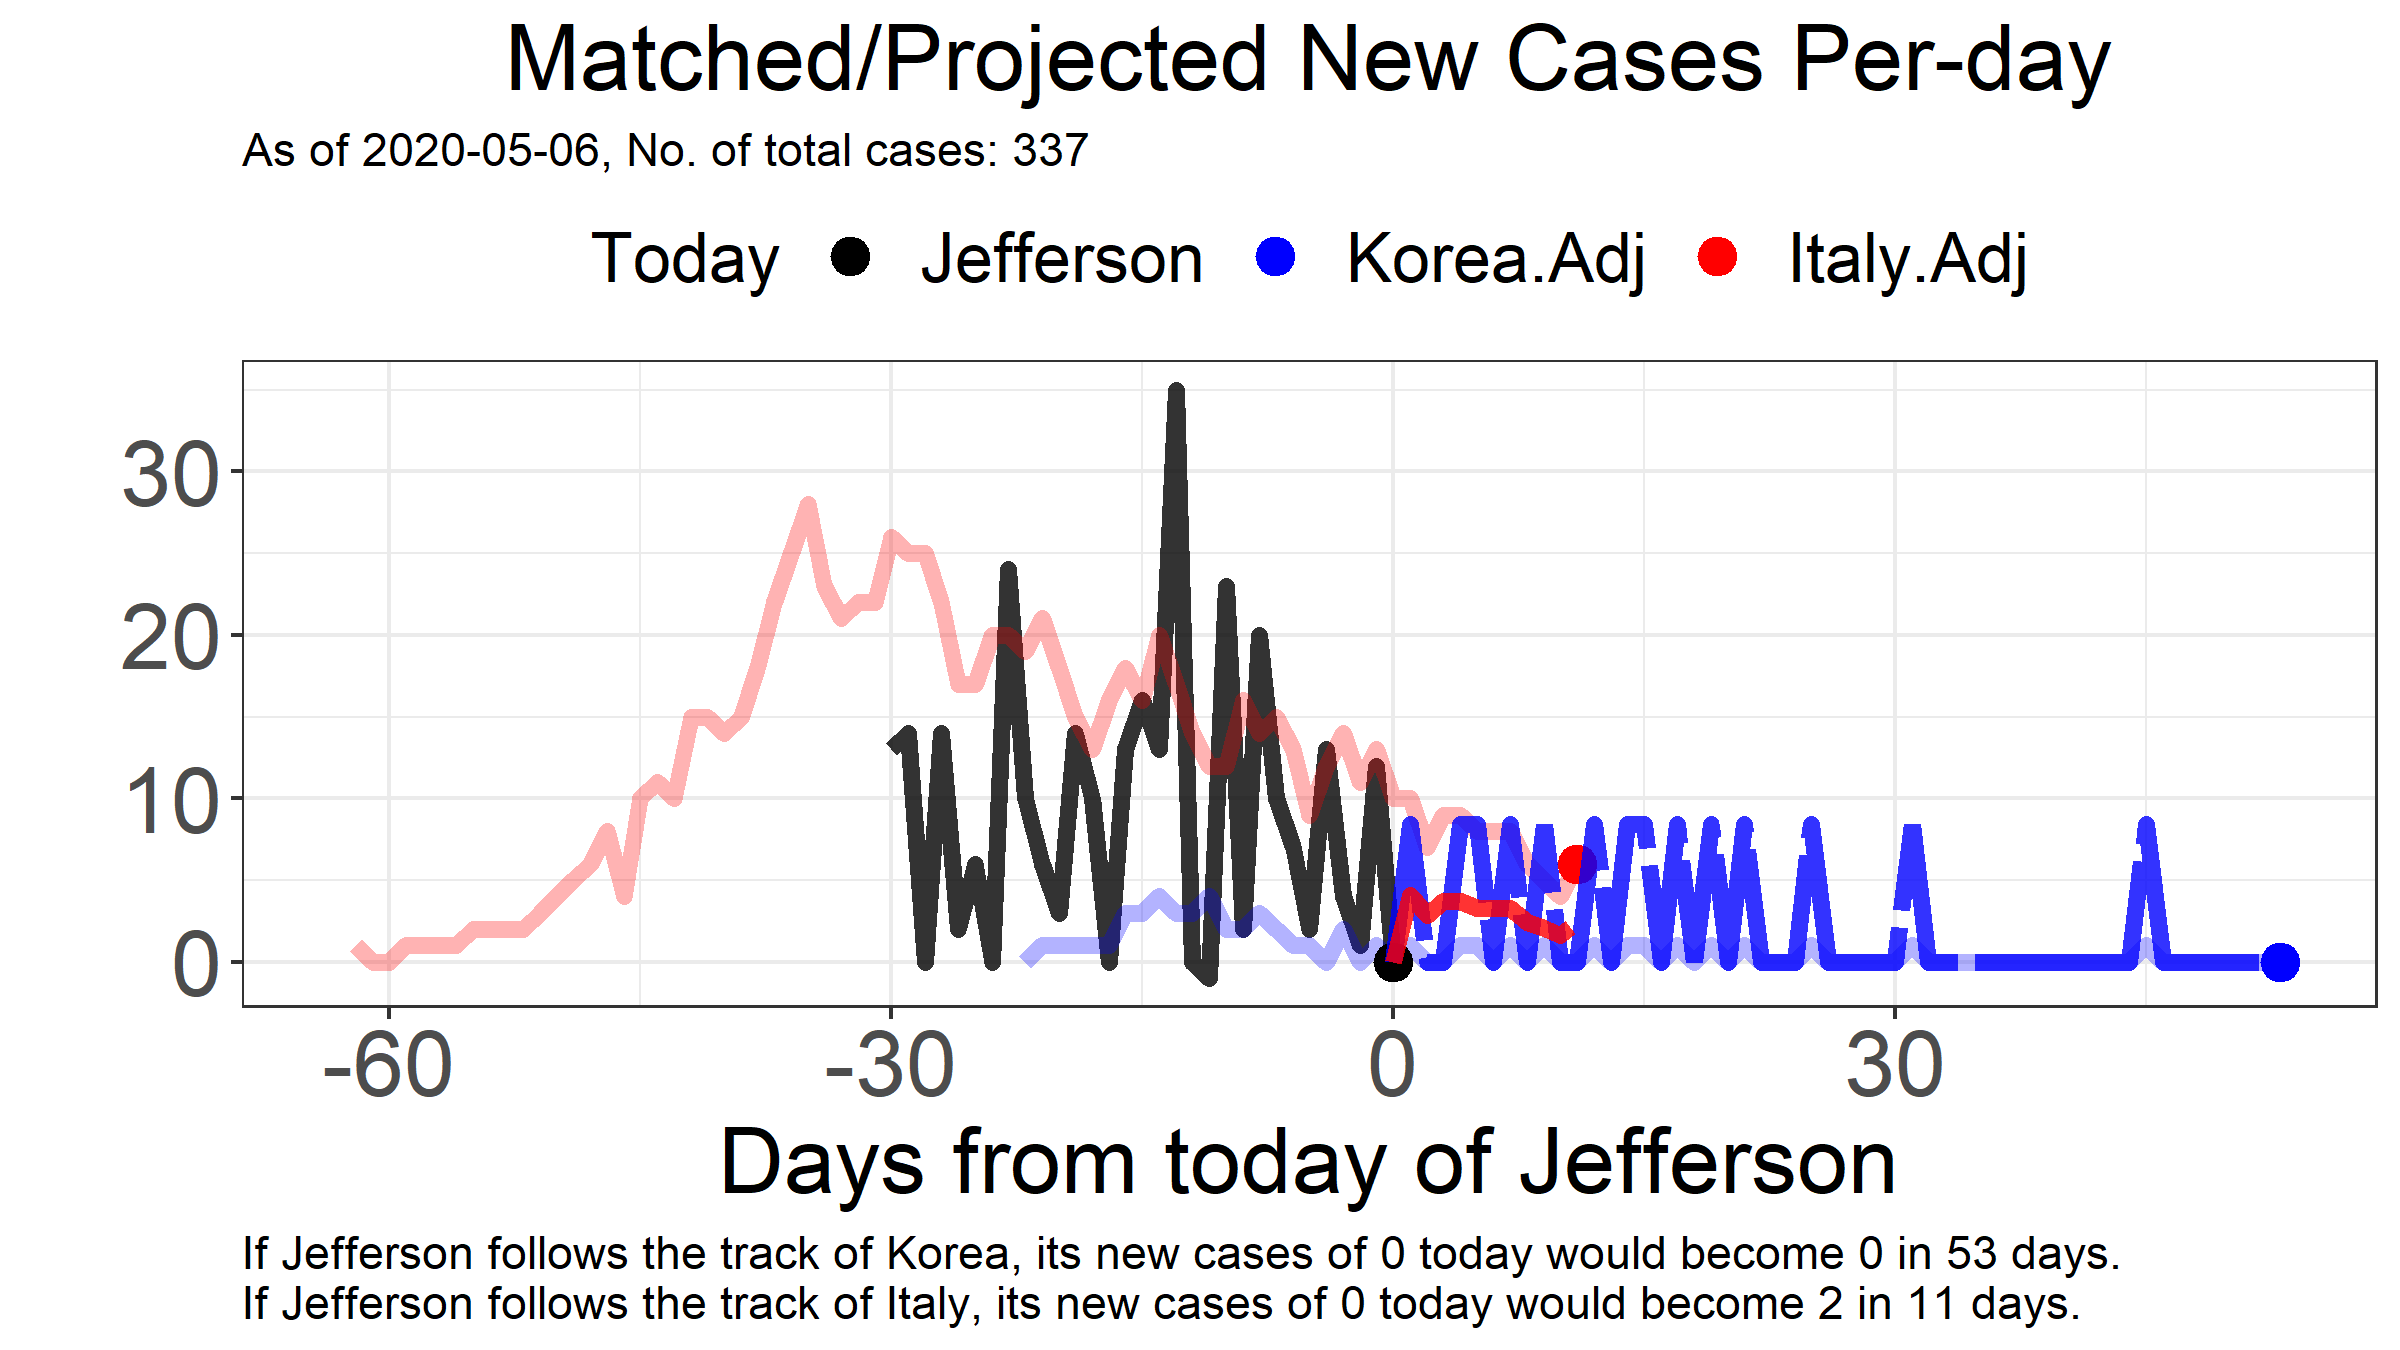 Matched/Projected New Cases Per-day
As of 2020-05-06, No. of total cases: 337
Today Jefferson Korea.Adj Italy.Adj
30
20
10
0
-60 -30 0 30
Days from today of Jefferson
If Jefferson follows the track of Korea, its new cases of 0 today would become 0 in 53 days.
If Jefferson follows the track of Italy, its new cases of 0 today would become 2 in 11 days.